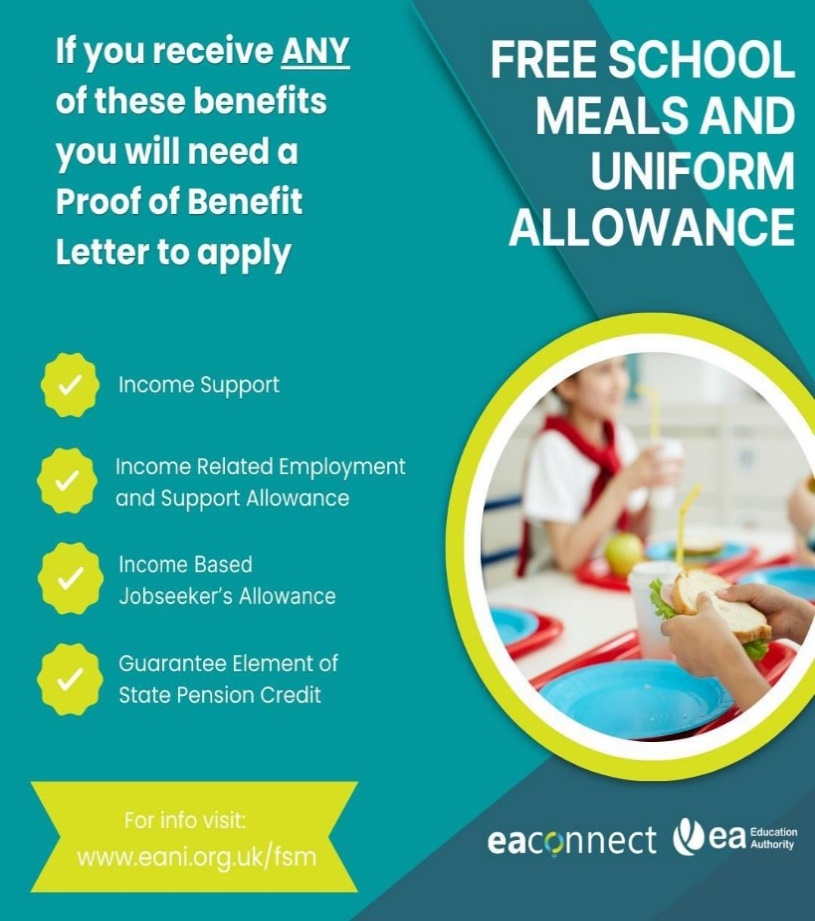 If you receive ANY
of these benefits
you will need a
Proof of Benefit
Letter to apply
FREE SCHOOL
MEALS AND
UNIFORM
ALLOWANCE
Income Support
Income Related Employment
and Support Allowance
Income Based
Jobseeker's Allowance
Guarantee Element of
State Pension Credit
For info visit:
www.eani.org.uk/fsm
eaconnect
ea Education
Authority